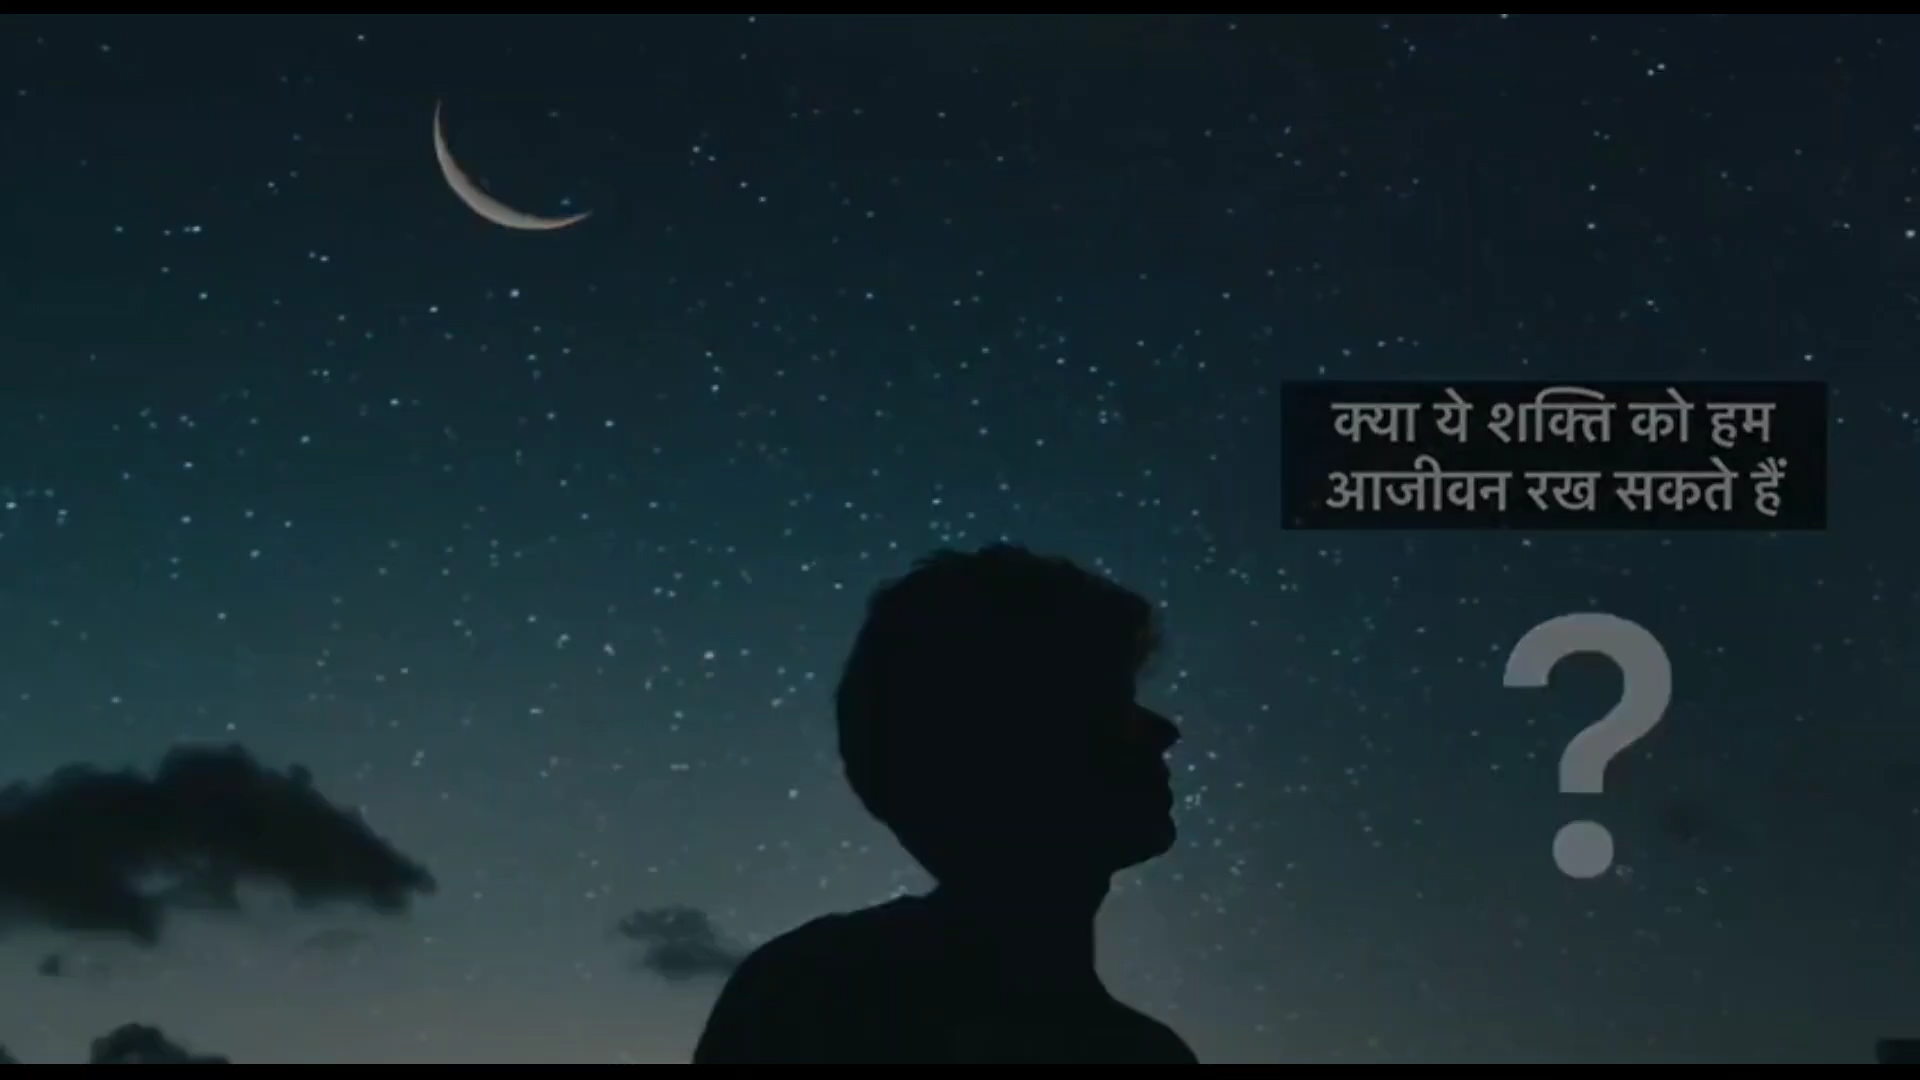 क्या ये शक्ति को हम
आजीवन रख सकते हैं
?